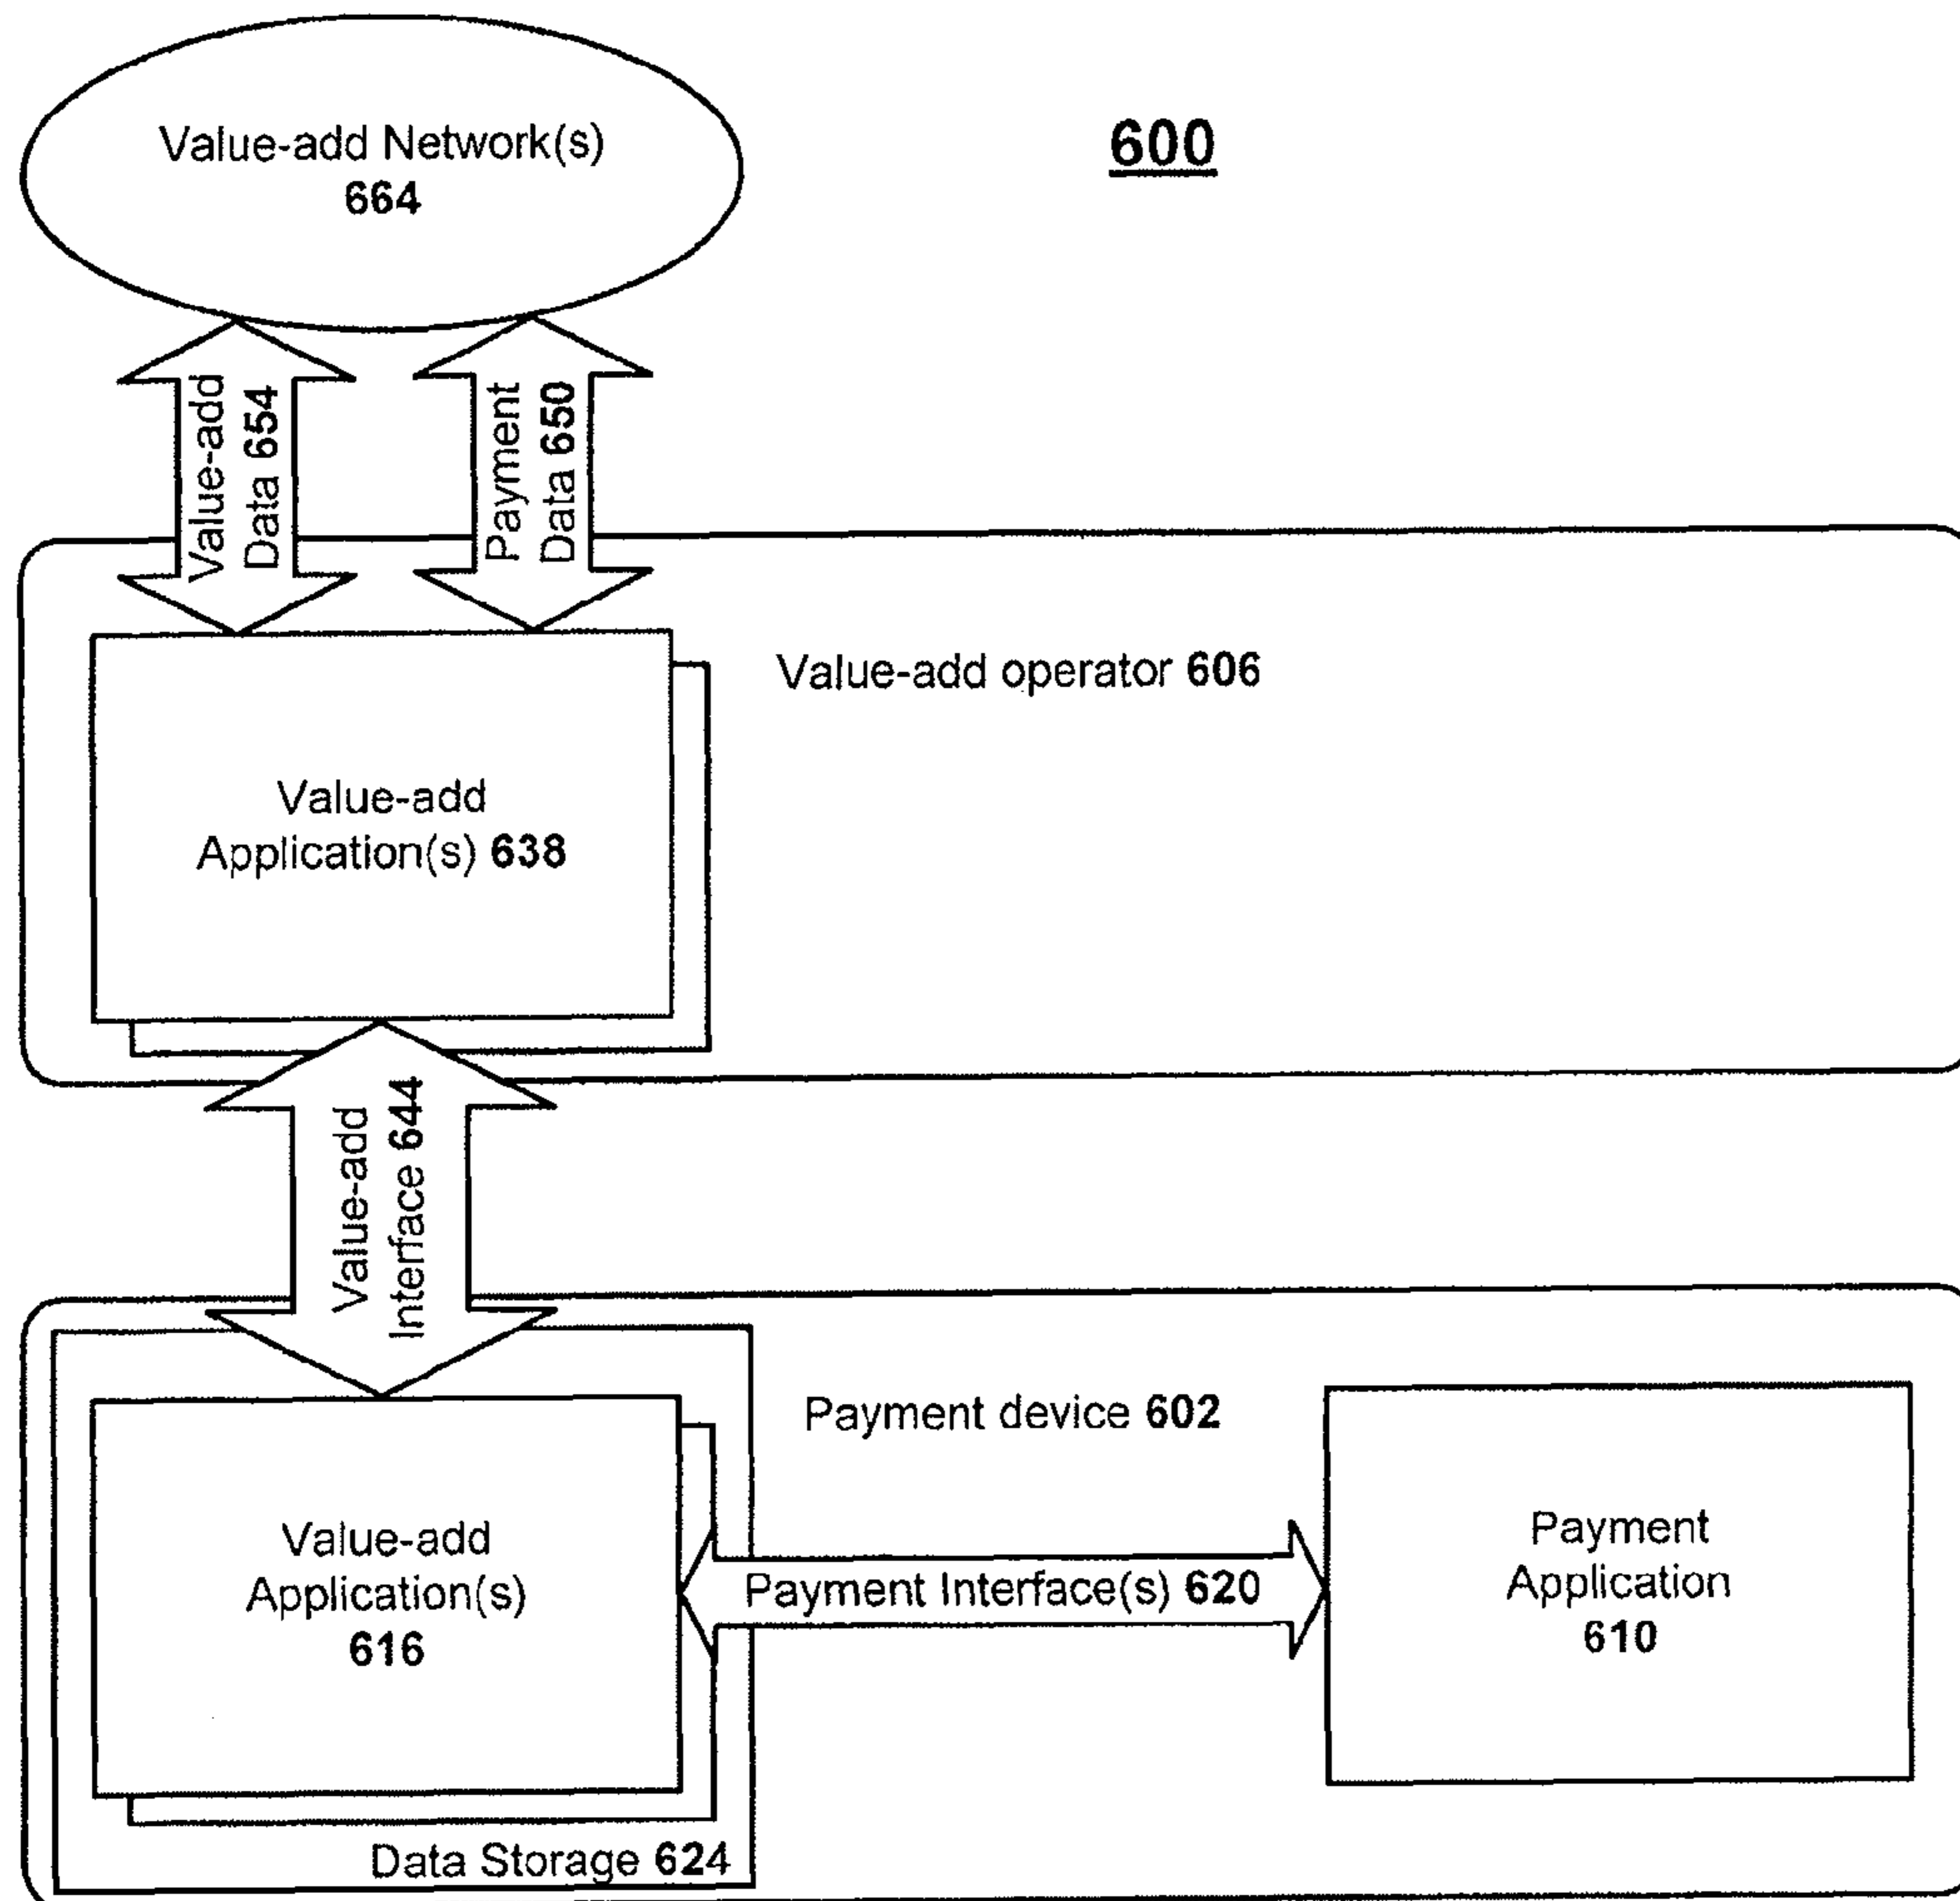 Value-add Network(s)
664
600
Value-add
Data 654
Payment
Data 650
Value-add operator 606
Value-add
Application(s) 638
Value-add
Interface 644
Payment device 602
Value-add
Application(s)
616
Payment Interface(s) 620
Payment
Application
610
Data Storage 624